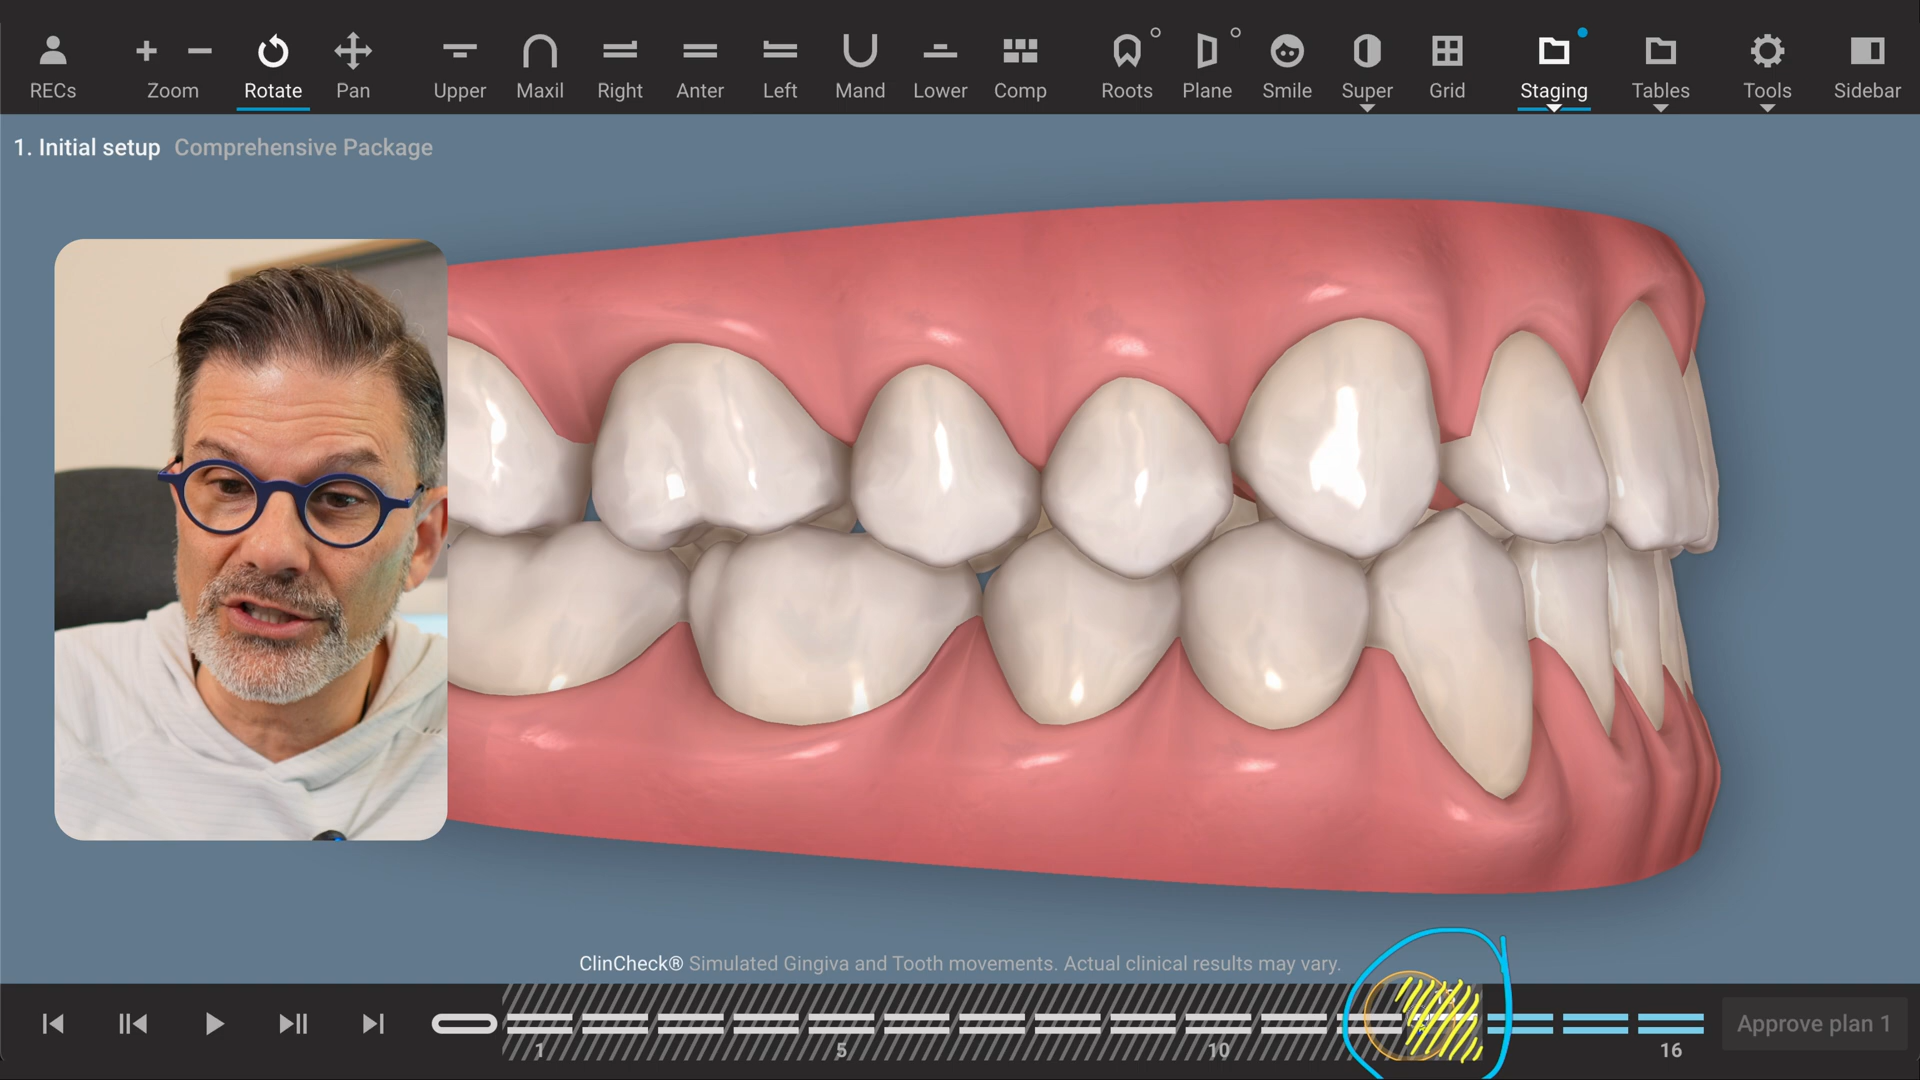 RECs Zoom Rotate Pan Upper Maxil Right Anter Left Mand Lower Comp Roots Plane Smile Super Grid Staging Tables Tools Sidebar
1. Initial setup Comprehensive Package
ClinCheck® Simulated Gingiva and Tooth movements. Actual clinical results may vary.
Approve plan 1
1 5 10 16